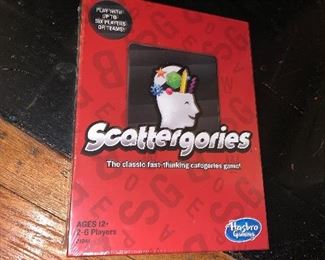 PLAY WITH
UP TO
SIX PLAYERS
OR TEAMS!
Scattergories
The classic fast-thinking categories game!
AGES 12+
2-6 Players
Hasbro
Gaming